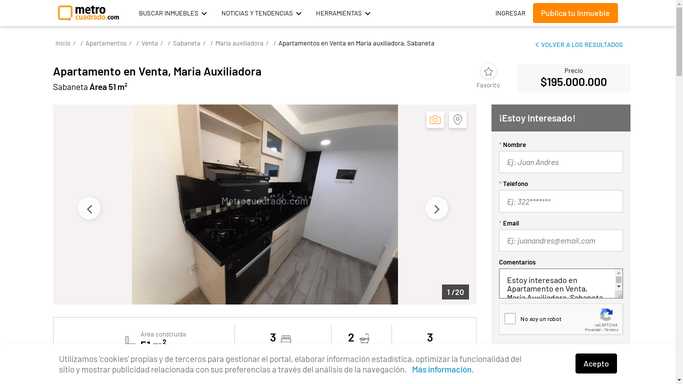 metro
cuadrado.com
BUSCAR INMUEBLES
NOTICIAS Y TENDENCIAS
HERRAMIENTAS
INGRESAR
Publica tu Inmueble
Inicio / / Apartamentos / / Venta / / Sabaneta / / Maria auxiliadora / / Apartamentos en Venta en Maria auxiliadora, Sabaneta
VOLVER A LOS RESULTADOS
Apartamento en Venta, Maria Auxiliadora
Sabaneta Área 51 m²
Favorito
Precio
$195.000.000
Metrocuadrado.com
1 / 20
¡Estoy Interesado!
* Nombre
Ej: Juan Andres
* Teléfono
Ej: 322*******
* Email
Ej: juanandres@email.com
Comentarios
Estoy interesado en
Apartamento en Venta,
Maria Auxiliadora, Sabaneta
No soy un robot
reCAPTCHA
Privacidad - Términos
Área construida
51 m²
3
2
3
Utilizamos 'cookies' propias y de terceros para gestionar el portal, elaborar información estadística, optimizar la funcionalidad del
sitio y mostrar publicidad relacionada con sus preferencias a través del análisis de la navegación. Más información.
Acepto